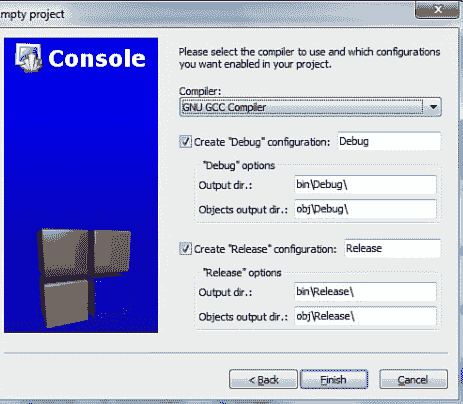 mpty project
Console
Please select the compiler to use and which configurations
you want enabled in your project.
Compiler:
GNU GCC Compiler
Create "Debug" configuration: Debug
"Debug" options
Output dir.: bin\Debug\
Objects output dir.: obj\Debug\
Create "Release" configuration: Release
"Release" options
Output dir.: bin\Release\
Objects output dir.: obj\Release\
< Back
Finish
Cancel